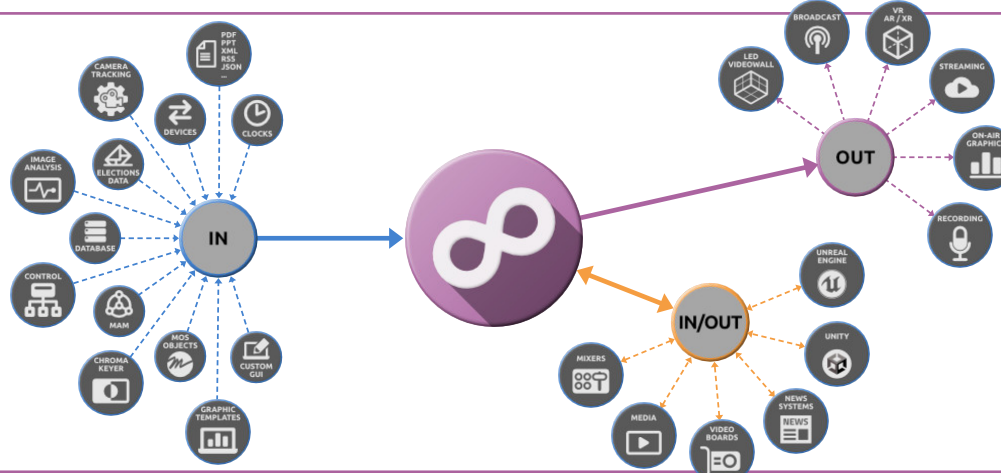 PDF
PPT
XML
RSS
JSON
...
CAMERA
TRACKING
DEVICES
CLOCKS
IMAGE
ANALYSIS
ELECTIONS
DATA
DATABASE
IN
CONTROL
MAM
CHROMA
KEYER
MOS
OBJECTS
CUSTOM
GUI
GRAPHIC
TEMPLATES
BROADCAST
VR
AR / XR
LED
VIDEOWALL
STREAMING
OUT
ON-AIR
GRAPHIC
RECORDING
UNREAL
ENGINE
IN/OUT
UNITY
MIXERS
MEDIA
VIDEO
BOARDS
NEWS
SYSTEMS
NEWS